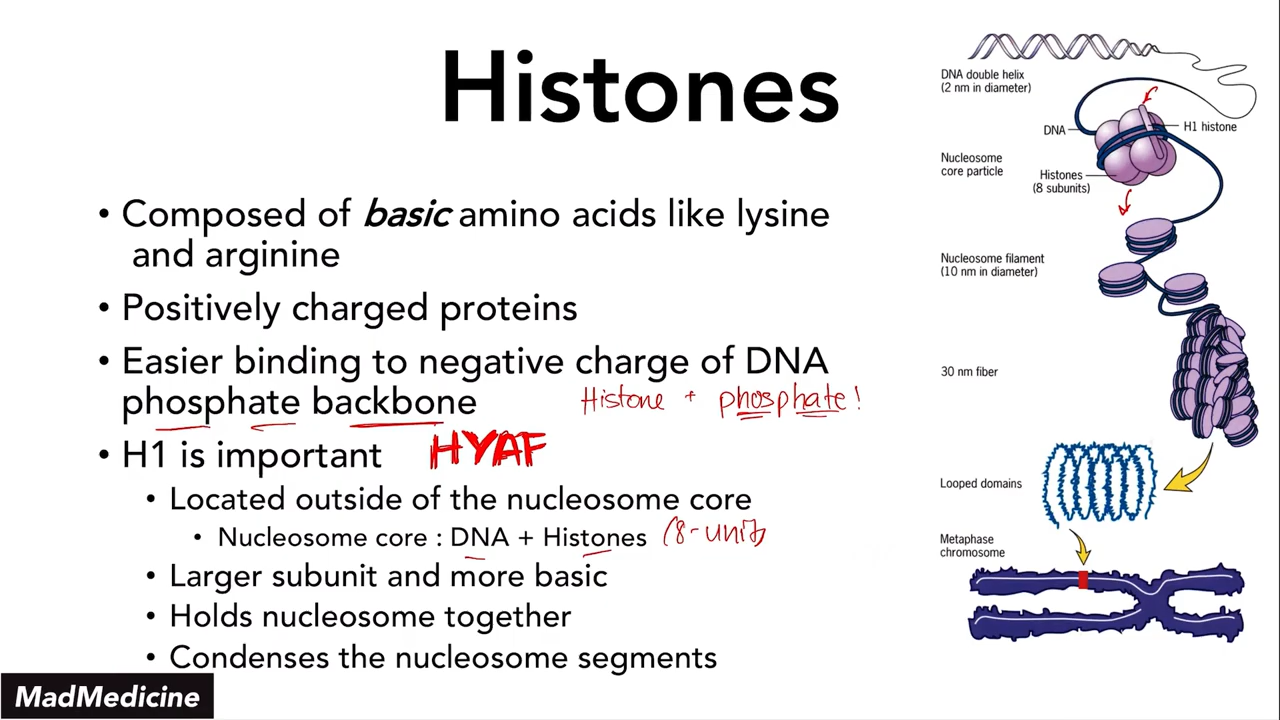 Histones
• Composed of basic amino acids like lysine
and arginine
• Positively charged proteins
• Easier binding to negative charge of DNA
phosphate backbone
Histone + phosphate!
• H1 is important
HYAF
• Located outside of the nucleosome core
• Nucleosome core : DNA + Histones
(8-units
• Larger subunit and more basic
• Holds nucleosome together
• Condenses the nucleosome segments
MadMedicine
DNA double helix
(2 nm in diameter)
DNA
H1 histone
Nucleosome
core particle
Histones
(8 subunits)
Nucleosome filament
(10 nm in diameter)
30 nm fiber
Looped domains
Metaphase
chromosome